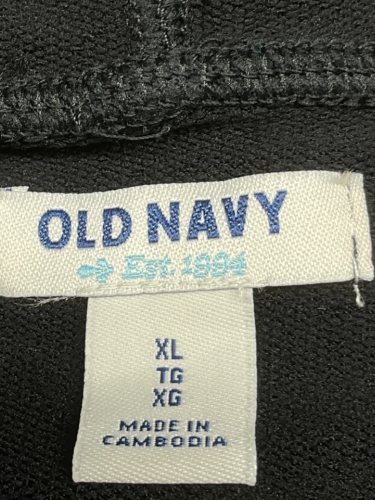 OLD NAVY
Est. 1994
XL
TG
XG
MADE IN
CAMBODIA